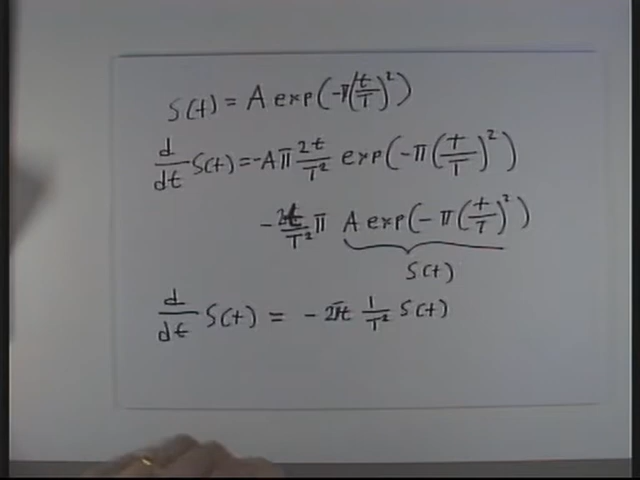 S(t) = A exp(-π(t/T)²)
d/dt S(t) = -Aπ 2t/T² exp(-π(t/T)²)
-2t/T² π A exp(-π(t/T)²)
S(t)
d/dt S(t) = -2πt 1/T² S(t)